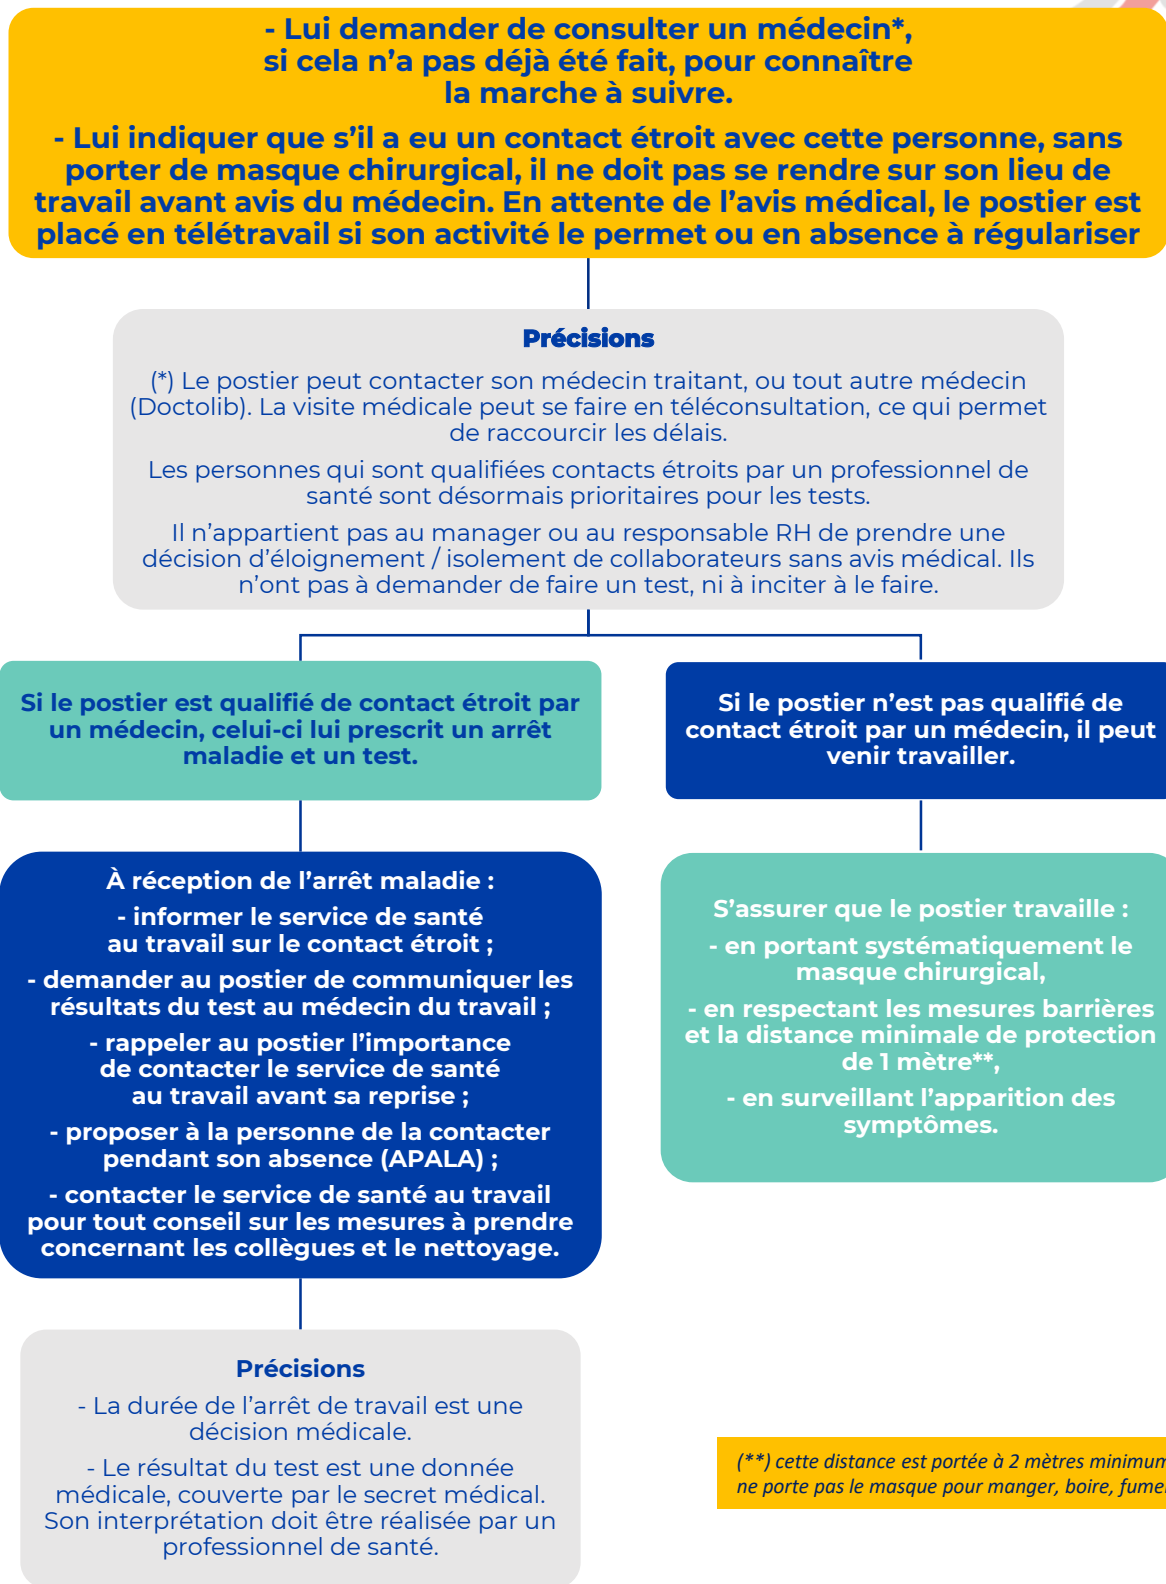 - Lui demander de consulter un médecin*,
si cela n’a pas déjà été fait, pour connaître
la marche à suivre.
- Lui indiquer que s’il a eu un contact étroit avec cette personne, sans
porter de masque chirurgical, il ne doit pas se rendre sur son lieu de
travail avant avis du médecin. En attente de l’avis médical, le postier est
placé en télétravail si son activité le permet ou en absence à régulariser
Précisions
(*) Le postier peut contacter son médecin traitant, ou tout autre médecin
(Doctolib). La visite médicale peut se faire en téléconsultation, ce qui permet
de raccourcir les délais.
Les personnes qui sont qualifiées contacts étroits par un professionnel de
santé sont désormais prioritaires pour les tests.
Il n’appartient pas au manager ou au responsable RH de prendre une
décision d’éloignement / isolement de collaborateurs sans avis médical. Ils
n’ont pas à demander de faire un test, ni à inciter à le faire.
Si le postier est qualifié de contact étroit par
un médecin, celui-ci lui prescrit un arrêt
maladie et un test.
Si le postier n’est pas qualifié de
contact étroit par un médecin, il peut
venir travailler.
À réception de l’arrêt maladie :
- informer le service de santé
au travail sur le contact étroit ;
- demander au postier de communiquer les
résultats du test au médecin du travail ;
- rappeler au postier l’importance
de contacter le service de santé
au travail avant sa reprise ;
- proposer à la personne de la contacter
pendant son absence (APALA) ;
- contacter le service de santé au travail
pour tout conseil sur les mesures à prendre
concernant les collègues et le nettoyage.
S’assurer que le postier travaille :
- en portant systématiquement le
masque chirurgical,
- en respectant les mesures barrières
et la distance minimale de protection
de 1 mètre**,
- en surveillant l’apparition des
symptômes.
Précisions
- La durée de l’arrêt de travail est une
décision médicale.
- Le résultat du test est une donnée
médicale, couverte par le secret médical.
Son interprétation doit être réalisée par un
professionnel de santé.
(**) cette distance est portée à 2 mètres minimum
ne porte pas le masque pour manger, boire, fume